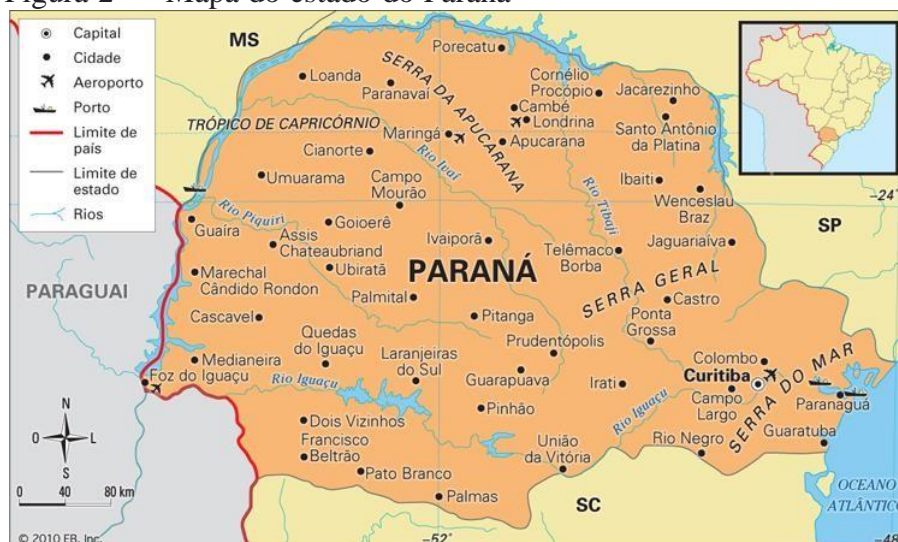 Figura 2 — Mapa do estado do Paraná
Capital
Cidade
Aeroporto
Porto
Limite de
país
Limite de
estado
Rios
MS
Porecatu
Loanda
Paranavaí
SERRA DA APUCARANA
Cornélio
Procópio
Jacarezinho
Cambé
Londrina
TRÓPICO DE CAPRICÓRNIO
Maringá
Apucarana
Santo Antônio
da Platina
Cianorte
Rio Ivaí
Umuarama
Campo
Mourão
Rio Tibaji
Ibaiti
Wenceslau
Braz
−24°
Rio Piquiri
Guaíra
Goioerê
Assis
Chateaubriand
Ivaiporã
Telêmaco
Borba
Jaguariaíva
SP
Ubiratã
PARANÁ
PARAGUAI
Marechal
Cândido Rondon
Palmital
SERRA GERAL
Castro
Cascavel
Pitanga
Ponta
Grossa
Quedas
do Iguaçu
Prudentópolis
Medianeira
Laranjeiras
do Sul
Colombo
Foz do Iguaçu
Rio Iguaçu
Guarapuava
Irati
Curitiba
SERRA DO MAR
Campo
Largo
Paranaguá
Pinhão
Rio Iguaçu
Dois Vizinhos
Rio Negro
Guaratuba
Francisco
Beltrão
União
da Vitória
Pato Branco
Palmas
SC
OCEANO
ATLÂNTICO
N
O
L
S
0 40 80 km
© 2010 EB, Inc.
−52°
−48